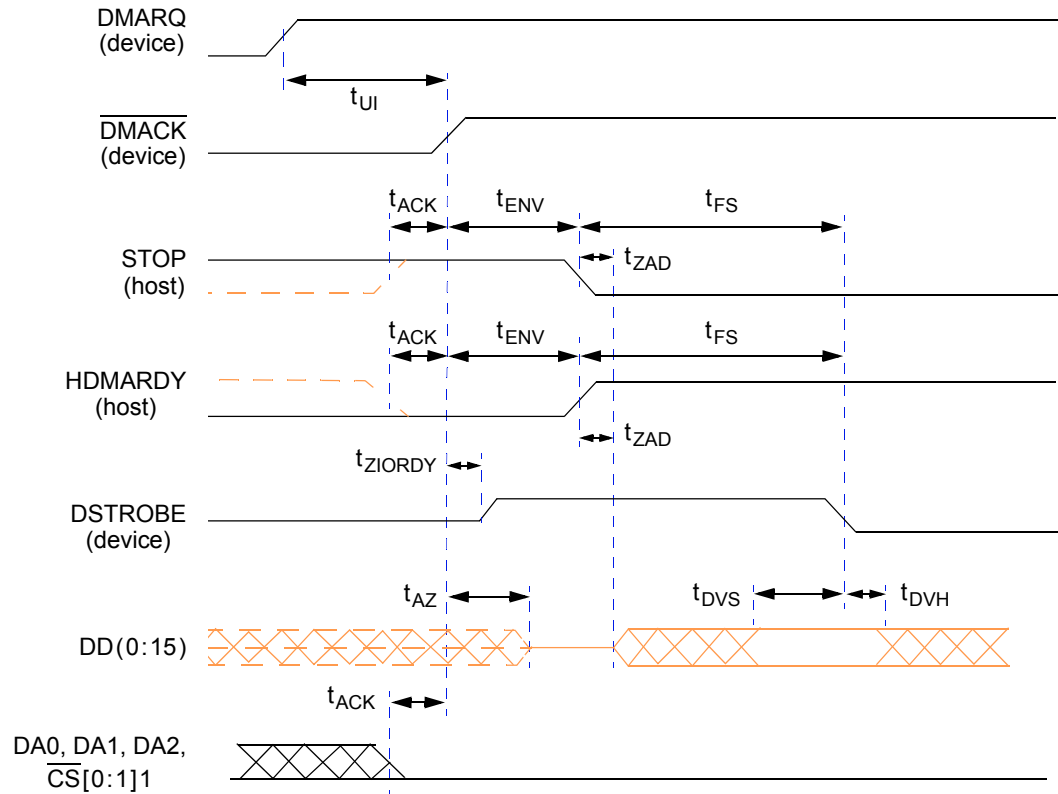 DMARQ
(device)
tUI
DMACK
(device)
tACK
tENV
tFS
STOP
(host)
tZAD
tACK
tENV
tFS
HDMARDY
(host)
tZAD
tZIORDY
DSTROBE
(device)
tAZ
tDVS
tDVH
DD(0:15)
tACK
DA0, DA1, DA2,
CS[0:1]1